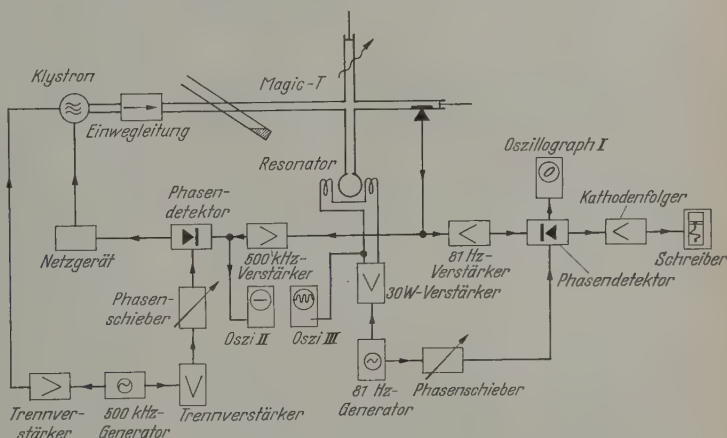 Klystron
Einwegleitung
Magic-T
Resonator
Oszillograph I
Kathodenfolger
Phasen-
detektor
Netzgerät
500 kHz-
Verstärker
81 Hz-
Verstärker
Phasendetektor
Schreiber
Phasen-
schieber
Oszi II
Oszi III
30W-Verstärker
Trennver-
stärker
500 kHz-
Generator
Trennverstärker
81 Hz-
Generator
Phasenschieber